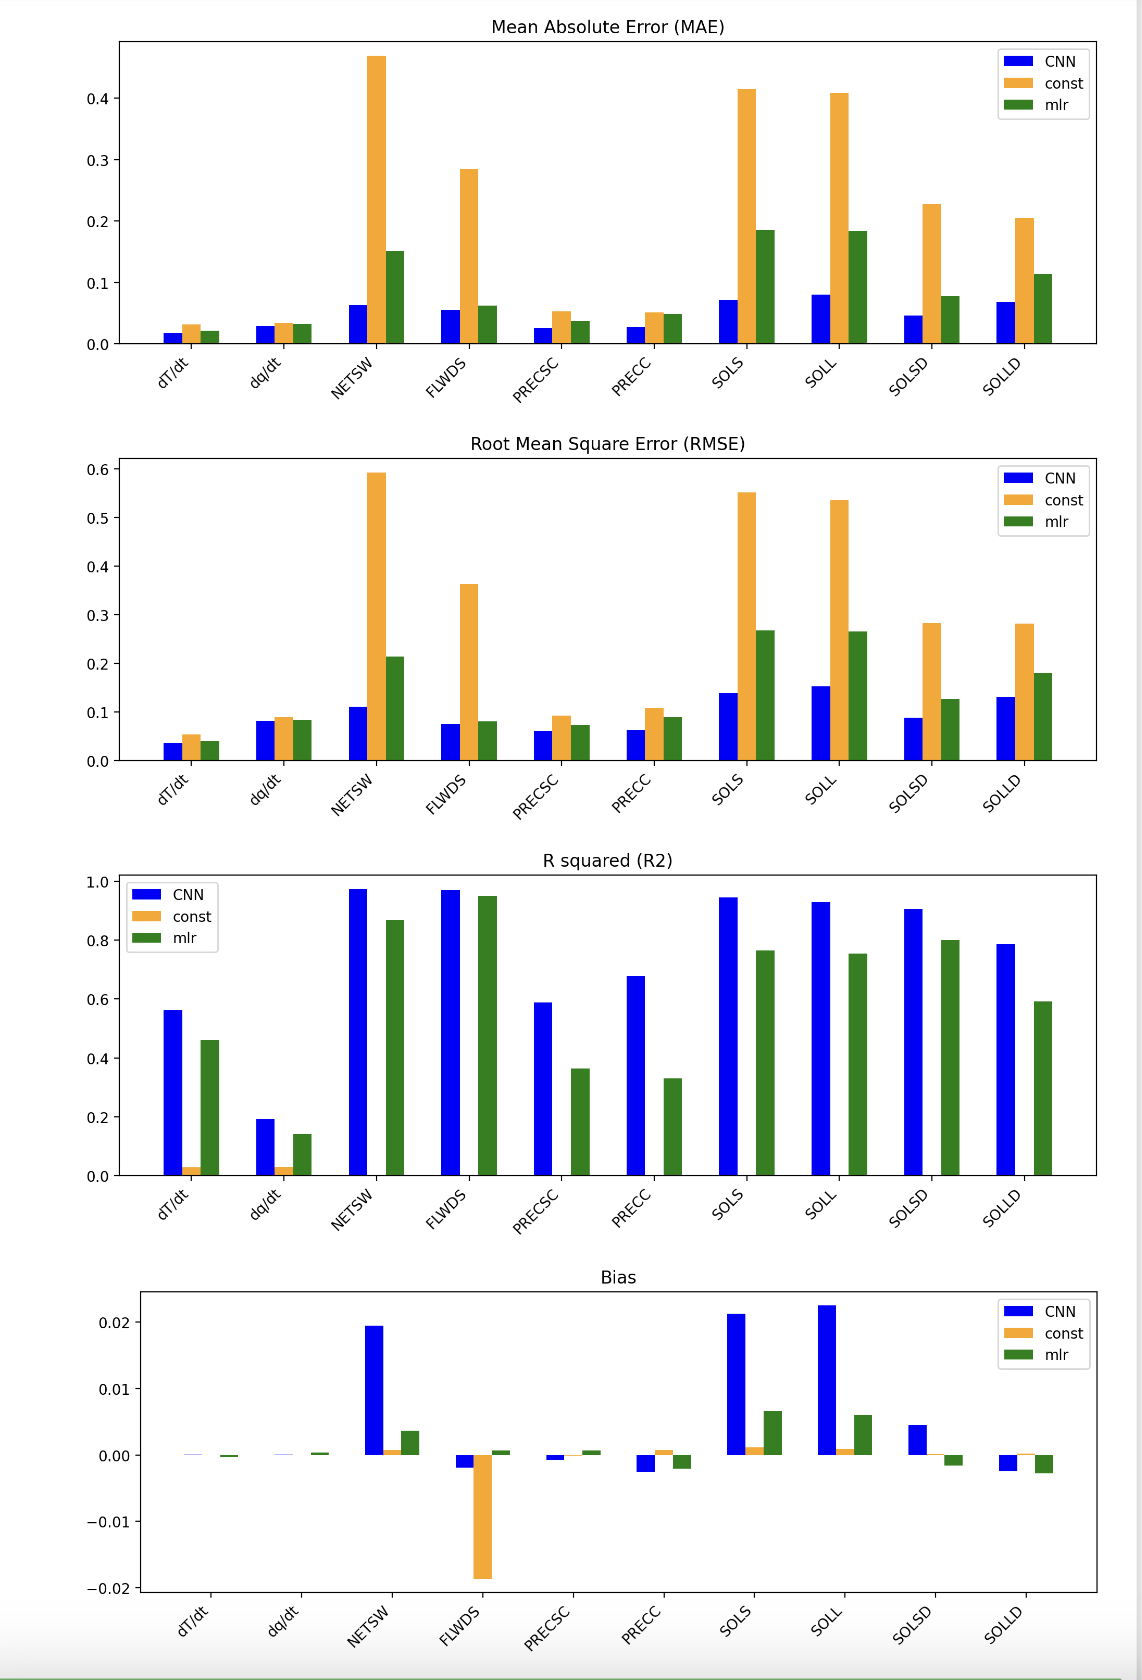 Mean Absolute Error (MAE)
CNN
const
mlr
0.4
0.3
0.2
0.1
0.0
dT/dt
dq/dt
NETSW
FLWDS
PRECSC
PRECC
SOLS
SOLL
SOLSD
SOLLD
Root Mean Square Error (RMSE)
CNN
const
mlr
0.6
0.5
0.4
0.3
0.2
0.1
0.0
dT/dt
dq/dt
NETSW
FLWDS
PRECSC
PRECC
SOLS
SOLL
SOLSD
SOLLD
R squared (R2)
CNN
const
mlr
1.0
0.8
0.6
0.4
0.2
0.0
dT/dt
dq/dt
NETSW
FLWDS
PRECSC
PRECC
SOLS
SOLL
SOLSD
SOLLD
Bias
CNN
const
mlr
0.02
0.01
0.00
−0.01
−0.02
dT/dt
dq/dt
NETSW
FLWDS
PRECSC
PRECC
SOLS
SOLL
SOLSD
SOLLD